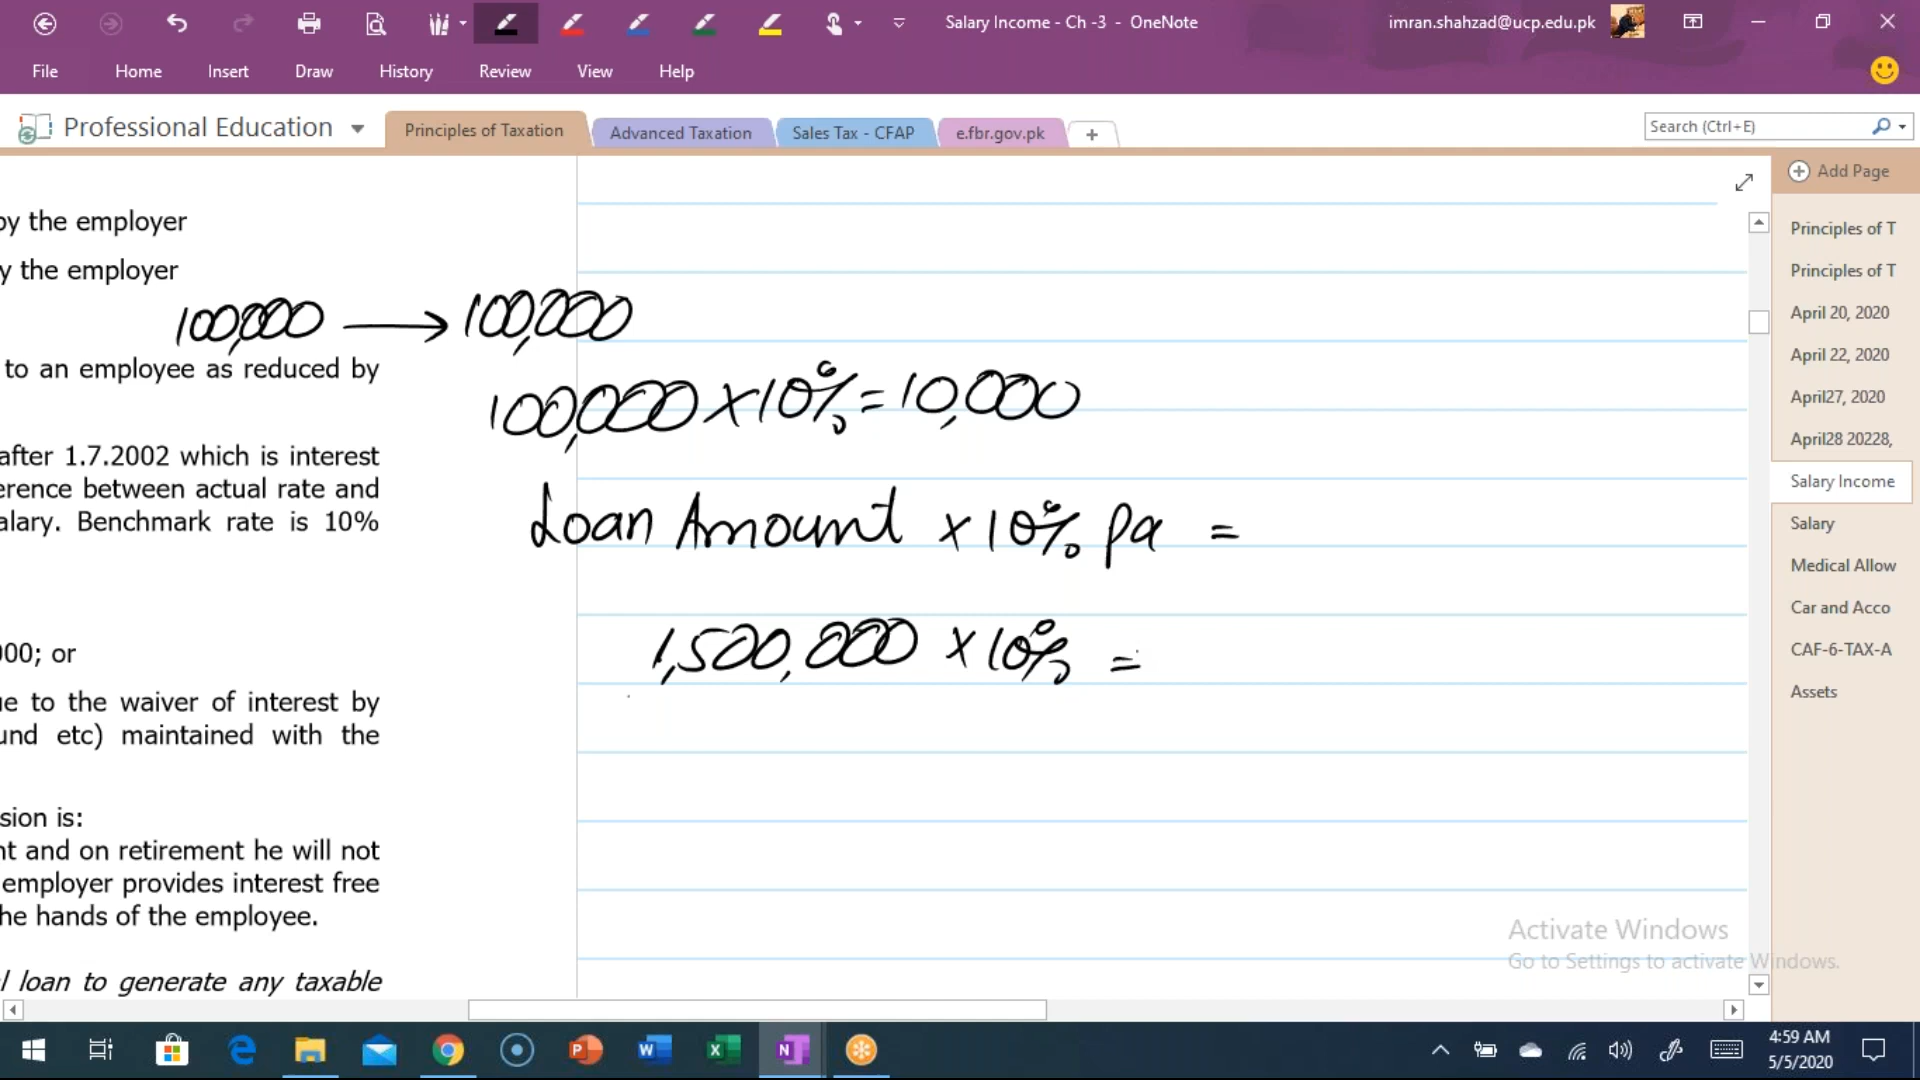 Salary Income - Ch -3 - OneNote
imran.shahzad@ucp.edu.pk
File Home Insert Draw History Review View Help
Professional Education
Principles of Taxation
Advanced Taxation
Sales Tax - CFAP
e.fbr.gov.pk
Search (Ctrl+E)
Add Page
Principles of T
Principles of T
April 20, 2020
April 22, 2020
April27, 2020
April28 20228,
Salary Income
Salary
Medical Allow
Car and Acco
CAF-6-TAX-A
Assets
by the employer
y the employer
100,000 → 100,000
to an employee as reduced by
100,000 x 10% = 10,000
after 1.7.2002 which is interest
erence between actual rate and
alary. Benchmark rate is 10%
Loan Amount x 10% pa =
1,500,000 x 10% =
000; or
ue to the waiver of interest by
und etc) maintained with the
sion is:
nt and on retirement he will not
employer provides interest free
he hands of the employee.
l loan to generate any taxable
Activate Windows
Go to Settings to activate Windows.
4:59 AM
5/5/2020